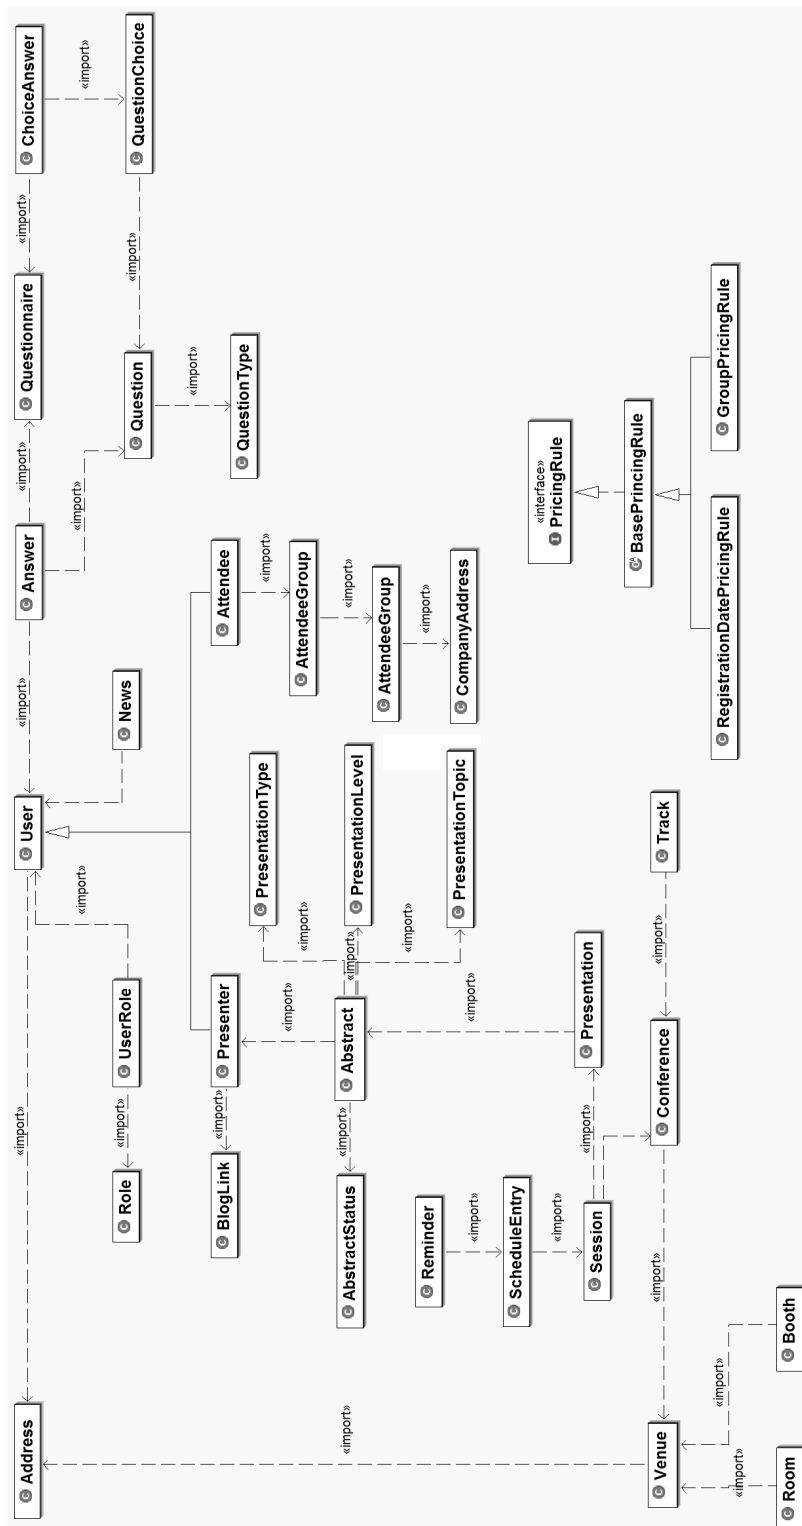 Address
«import»
User
«import»
Answer
«import»
Questionnaire
«import»
ChoiceAnswer
«import»
«import»
«import»
Role
«import»
UserRole
News
Question
«import»
QuestionChoice
«import»
BlogLink
«import»
Presenter
Attendee
QuestionType
PresentationType
«import»
«import»
«import»
AttendeeGroup
AbstractStatus
«import»
Abstract
«import»
PresentationLevel
«import»
«import»
AttendeeGroup
«import»
Reminder
«import»
«import»
PresentationTopic
«import»
CompanyAddress
ScheduleEntry
«import»
Session
«import»
Presentation
«interface»
PricingRule
BasePrincingRule
Venue
«import»
Conference
«import»
Track
RegistrationDatePricingRule
GroupPricingRule
«import»
«import»
Room
Booth